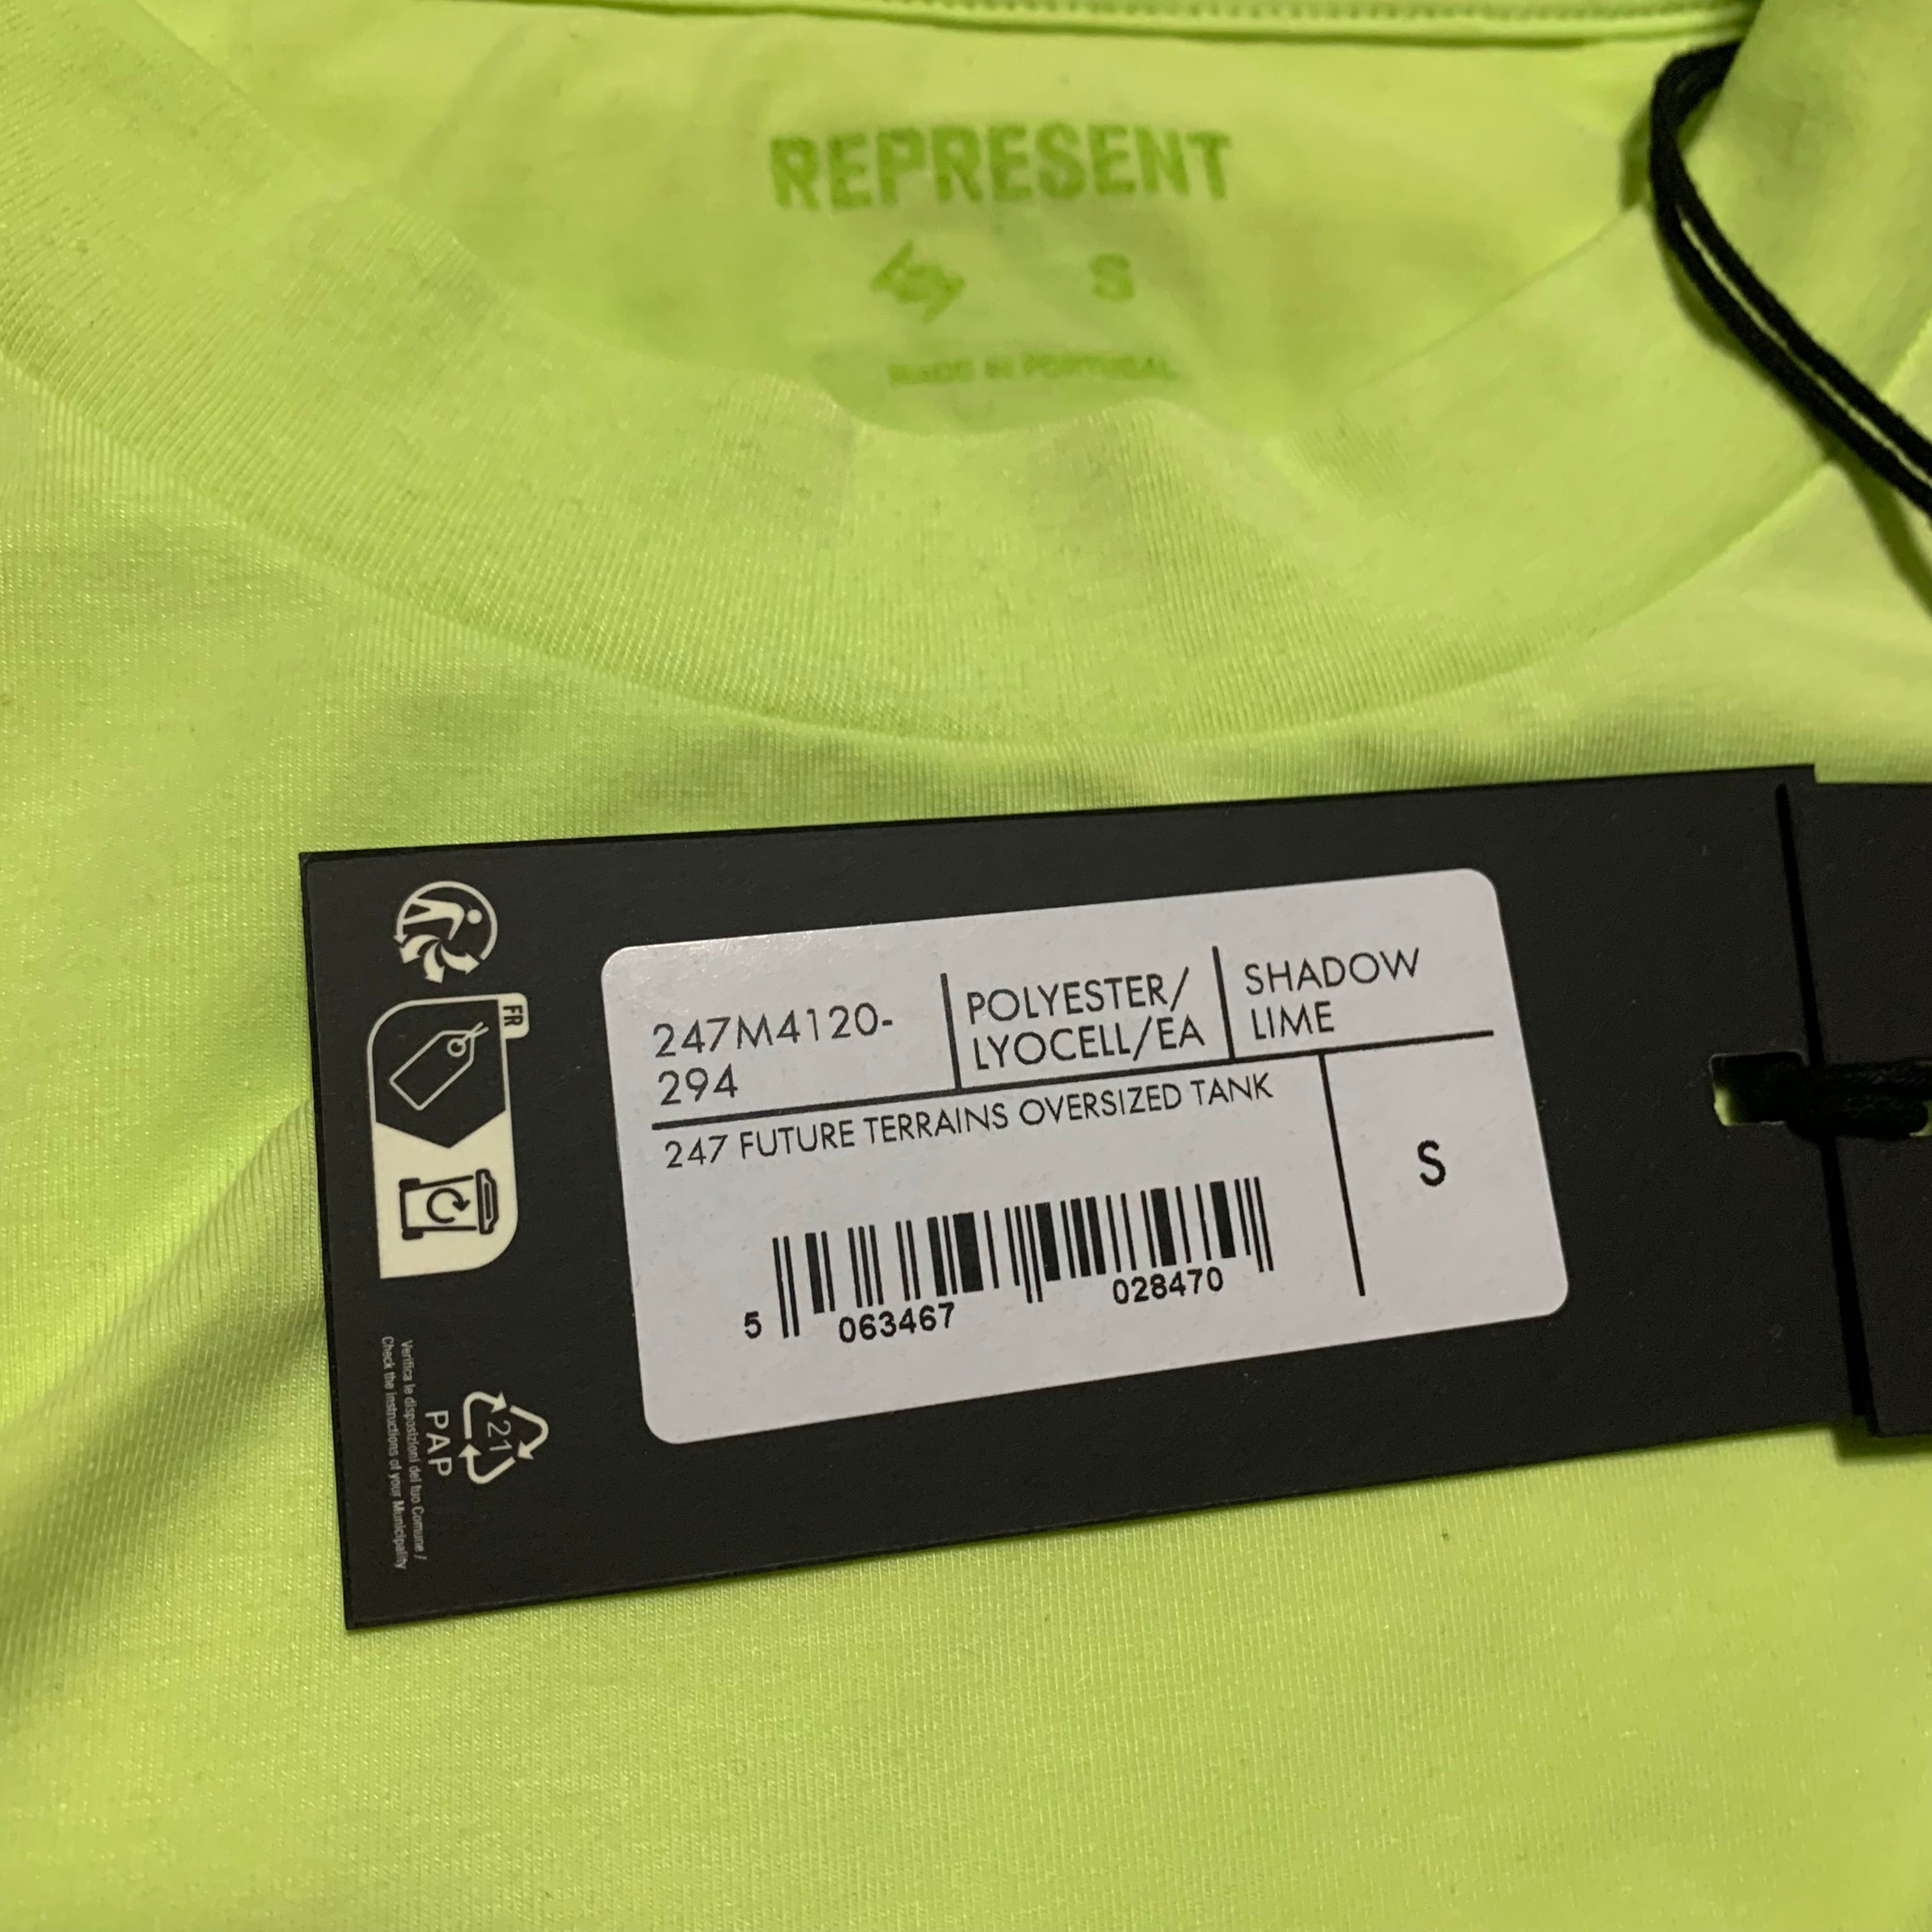 REPRESENT
247 S
MADE IN PORTUGAL
FR
247M4120-
294
POLYESTER/
LYOCELL/EA
SHADOW
LIME
247 FUTURE TERRAINS OVERSIZED TANK
S
5 063467 028470
21
PAP
Verifica le disposizioni del tuo Comune /
Check the instructions of your Municipality